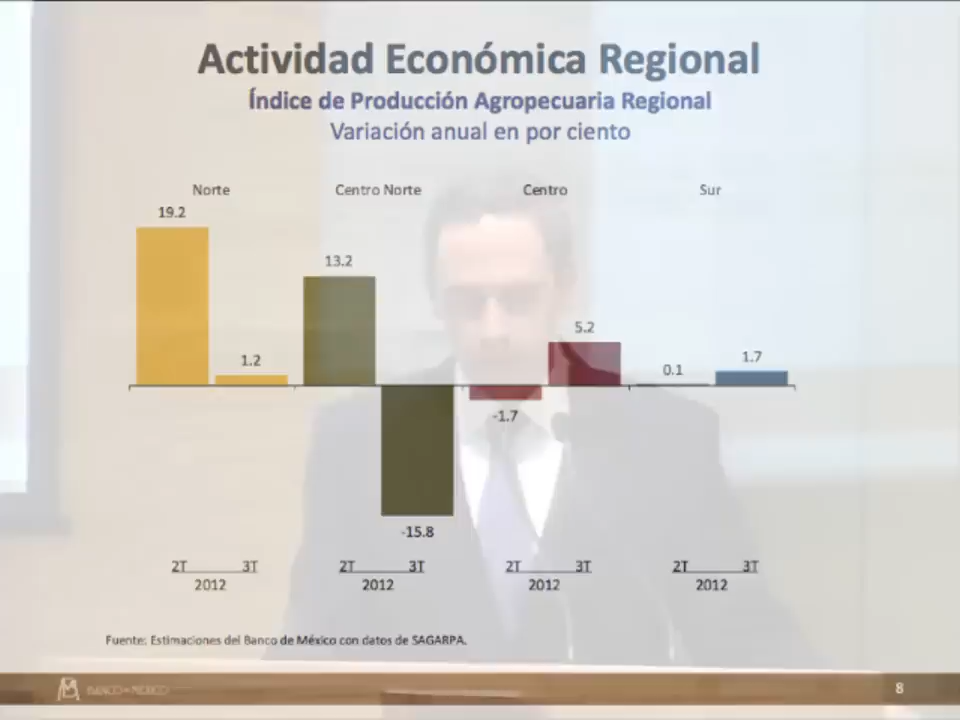 Actividad Económica Regional
Índice de Producción Agropecuaria Regional
Variación anual en por ciento
Norte Centro Norte Centro Sur
19.2
13.2
5.2
1.2 0.1 1.7
-1.7
-15.8
2T 3T 2T 3T 2T 3T 2T 3T
2012 2012 2012 2012
Fuente: Estimaciones del Banco de México con datos de SAGARPA.
BANCO DE MÉXICO 8